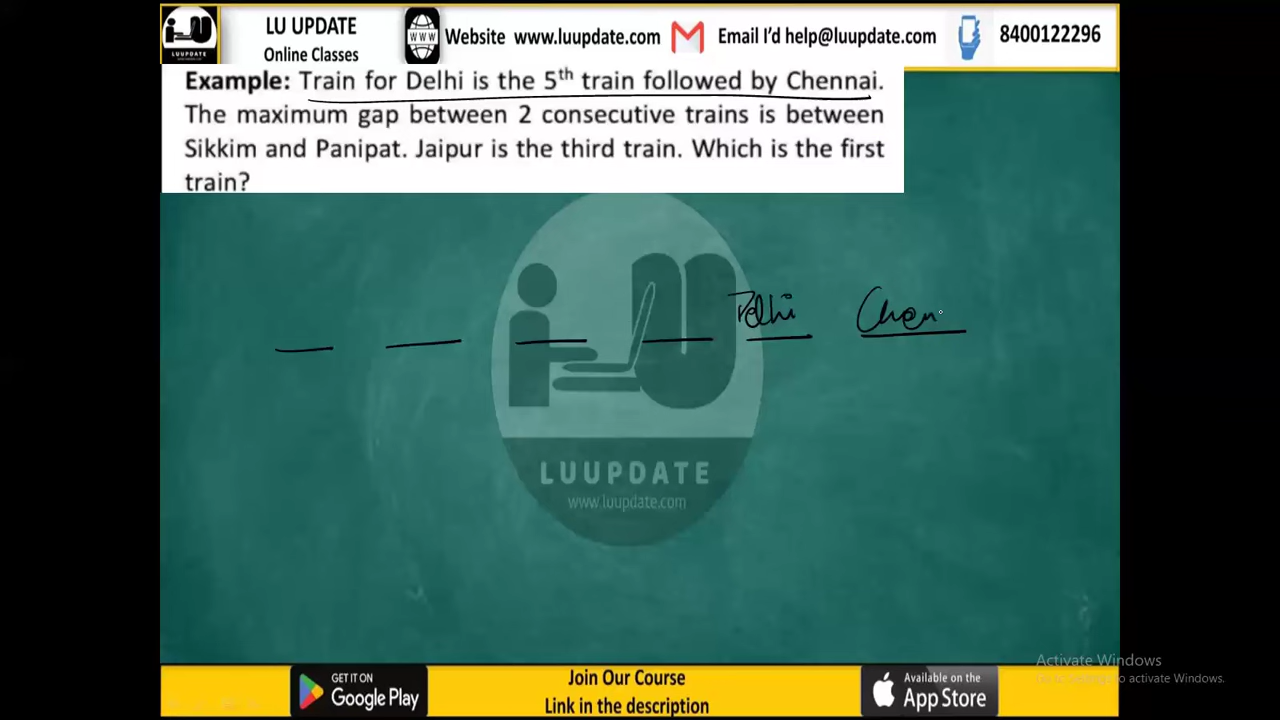 LU UPDATE
Online Classes
WWW
Website www.luupdate.com
Email I'd help@luupdate.com
8400122296
LUUPDATE
Example: Train for Delhi is the 5th train followed by Chennai.
The maximum gap between 2 consecutive trains is between
Sikkim and Panipat. Jaipur is the third train. Which is the first
train?
Delhi Chen
LUUPDATE
www.luupdate.com
Activate Windows
GET IT ON
Google Play
Join Our Course
Link in the description
Available on the
App Store